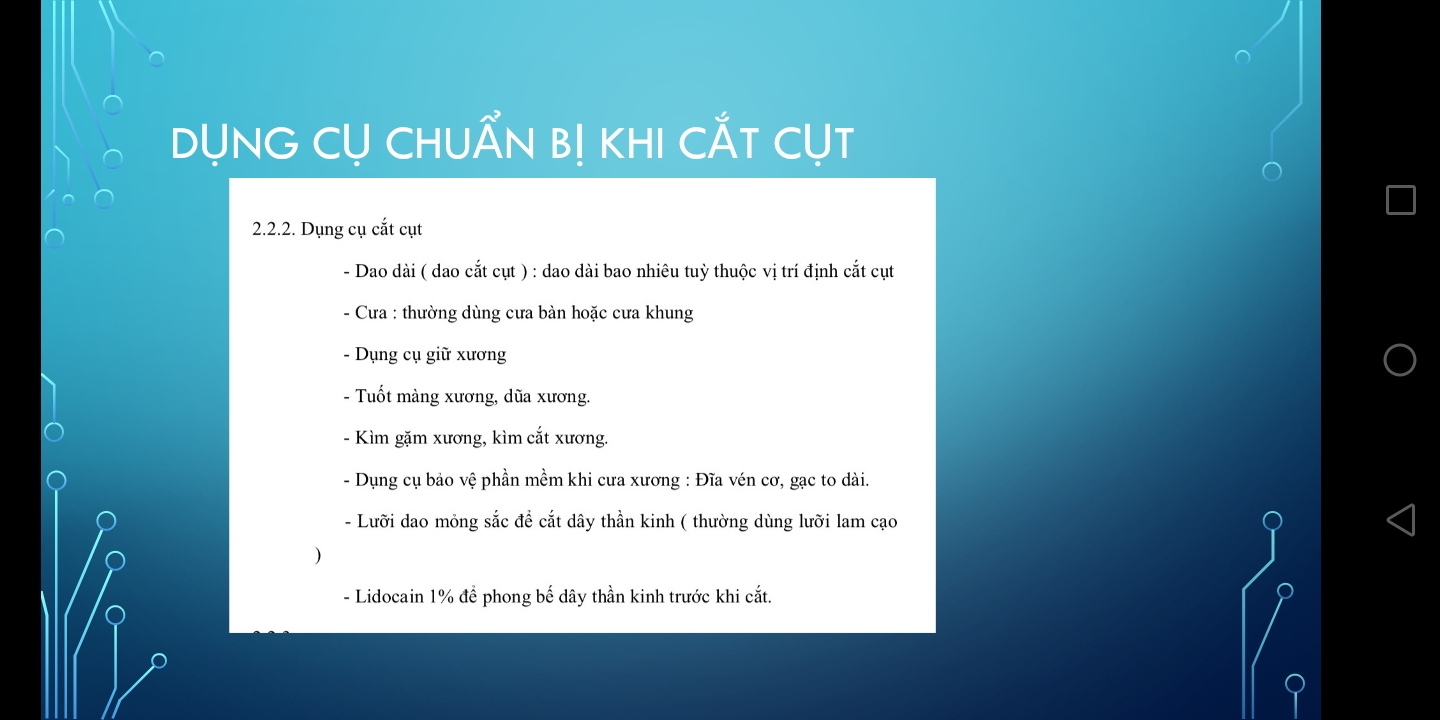 DỤNG CỤ CHUẨN BỊ KHI CẮT CỤT
2.2.2. Dụng cụ cắt cụt
- Dao dài ( dao cắt cụt ) : dao dài bao nhiêu tuỳ thuộc vị trí định cắt cụt
- Cưa : thường dùng cưa bàn hoặc cưa khung
- Dụng cụ giữ xương
- Tuốt màng xương, dũa xương.
- Kìm gặm xương, kìm cắt xương.
- Dụng cụ bảo vệ phần mềm khi cưa xương : Đĩa vén cơ, gạc to dài.
- Lưỡi dao mỏng sắc để cắt dây thần kinh ( thường dùng lưỡi lam cạo
)
- Lidocain 1% để phong bế dây thần kinh trước khi cắt.